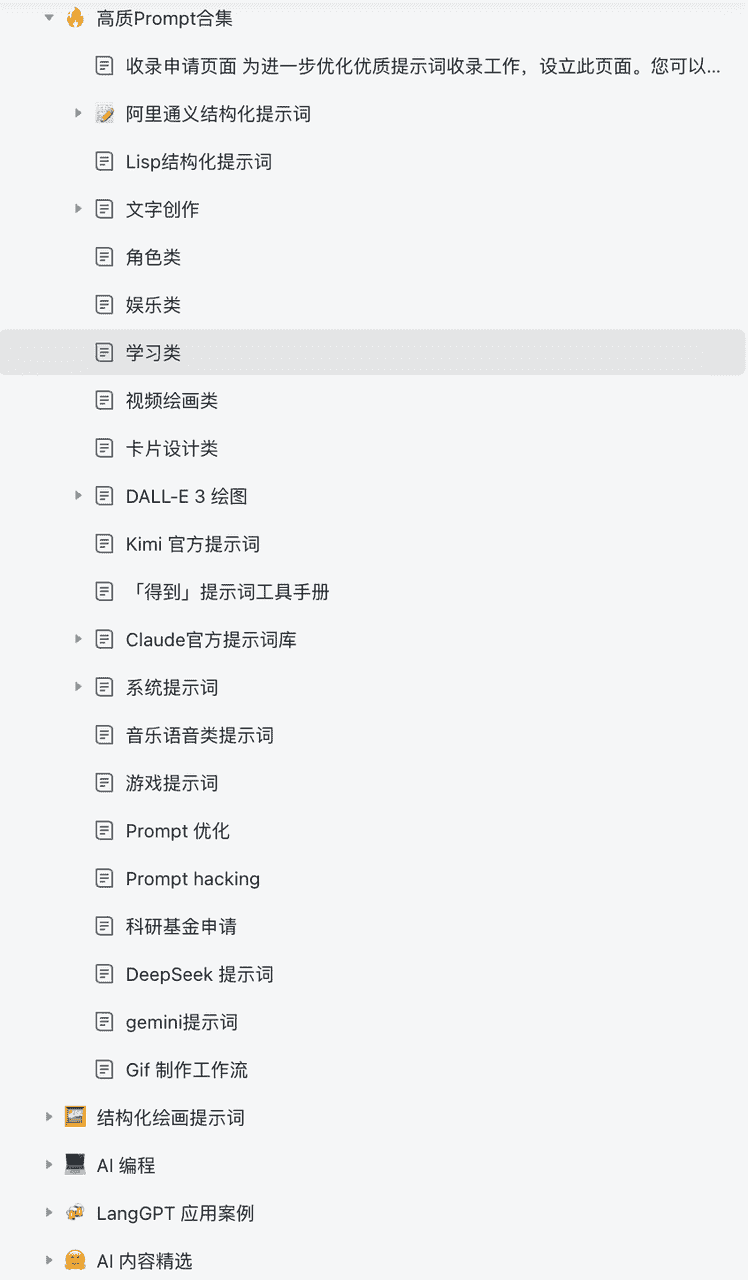 高质Prompt合集
收录申请页面 为进一步优化优质提示词收录工作，设立此页面。您可以...
阿里通义结构化提示词
Lisp结构化提示词
文字创作
角色类
娱乐类
学习类
视频绘画类
卡片设计类
DALL-E 3 绘图
Kimi 官方提示词
「得到」提示词工具手册
Claude官方提示词库
系统提示词
音乐语音类提示词
游戏提示词
Prompt 优化
Prompt hacking
科研基金申请
DeepSeek 提示词
gemini提示词
Gif 制作工作流
结构化绘画提示词
AI 编程
LangGPT 应用案例
AI 内容精选